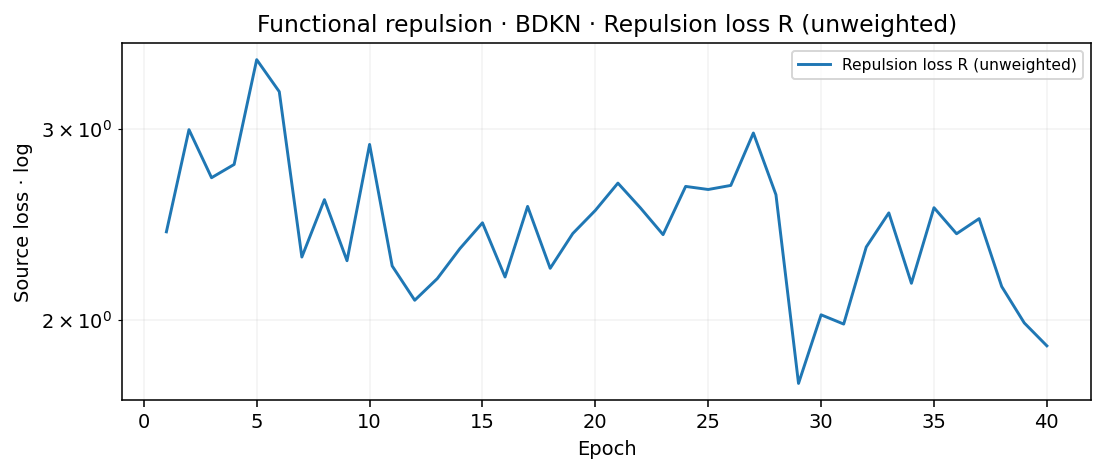 Functional repulsion · BDKN · Repulsion loss R (unweighted)
Repulsion loss R (unweighted)
Source loss · log
3 × 10⁰
2 × 10⁰
0 5 10 15 20 25 30 35 40
Epoch